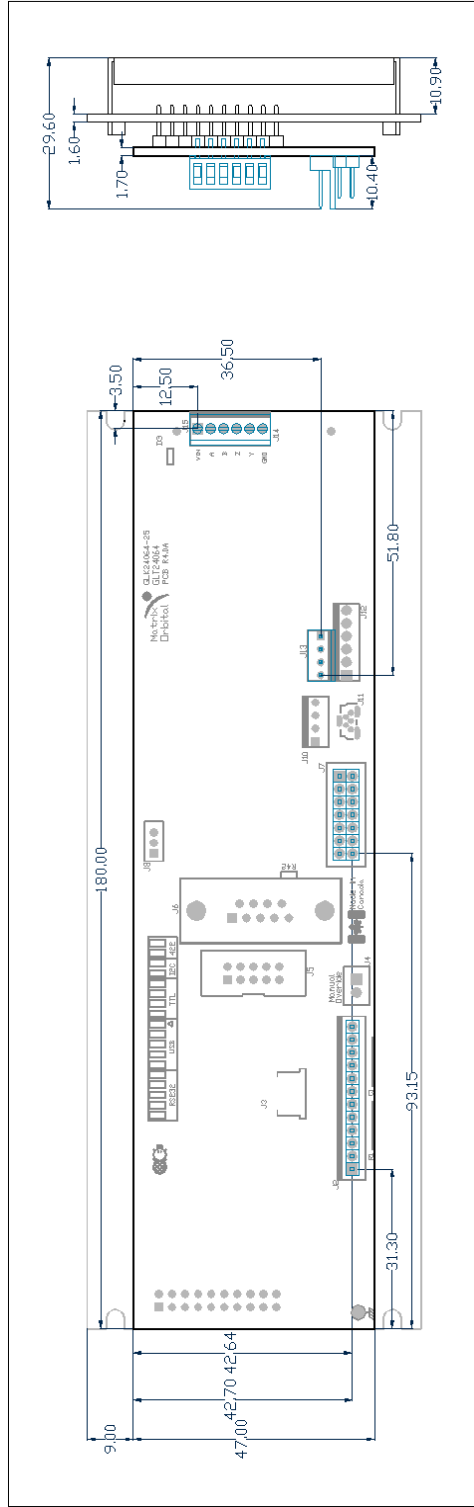 29.60
1.60
1.70
10.90
10.40
3.50
12.50
36.50
51.80
180.00
93.15
31.30
42.64
42.70
47.00
9.00
J15
J14
D3
VIN
A
B
Z
Y
GND
GLK24064-25
GLT24064
PCB R4.0A
Matrix
Orbital
J13
J12
J10
J11
J7
J8
J6
R42
J5
J4
Manual
Override
RS232
USB
TTL
I2C
422
J3